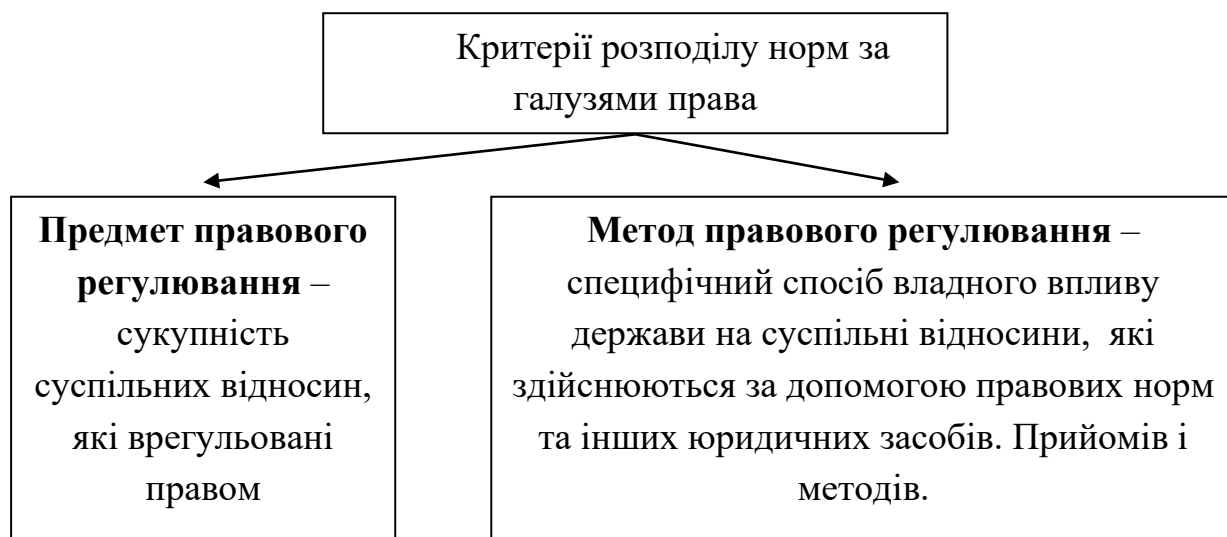 Критерії розподілу норм за
галузями права
Предмет правового
регулювання –
сукупність
суспільних відносин,
які врегульовані
правом
Метод правового регулювання –
специфічний спосіб владного впливу
держави на суспільні відносини, які
здійснюються за допомогою правових норм
та інших юридичних засобів. Прийомів і
методів.